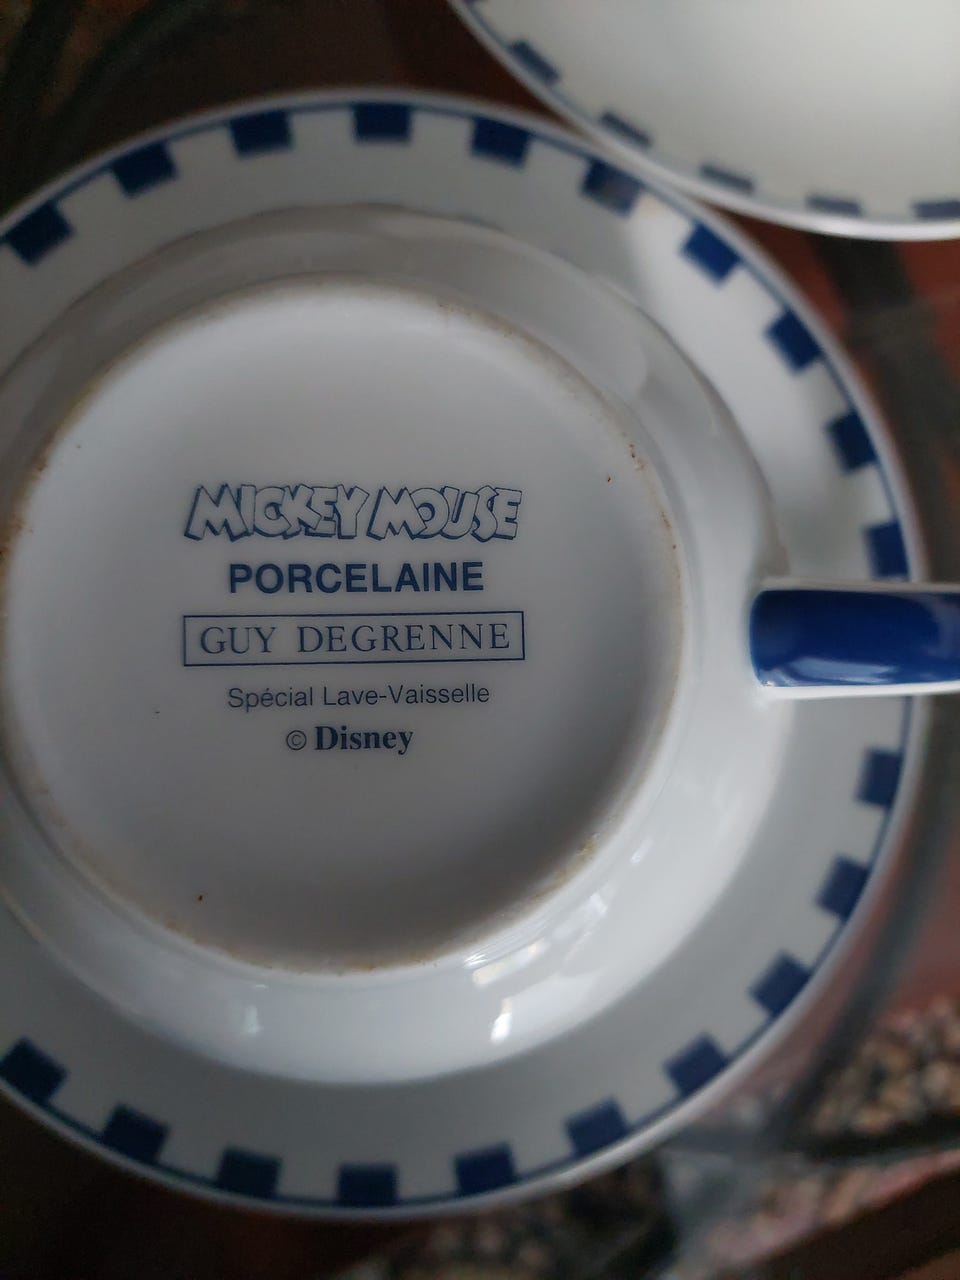 MICKEY MOUSE
PORCELAINE
GUY DEGRENNE
Spécial Lave-Vaisselle
© Disney